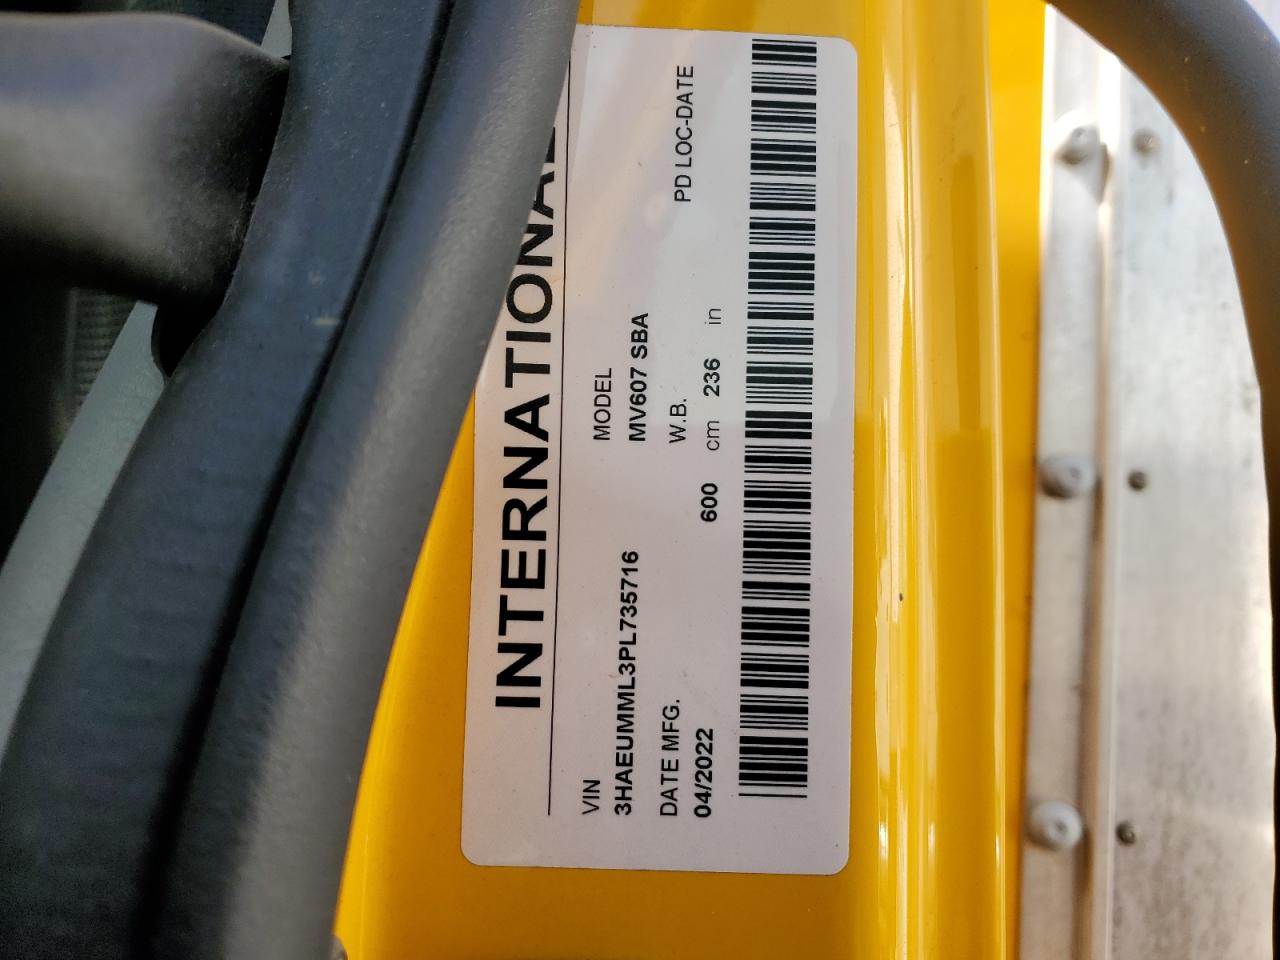 INTERNATIONAL
VIN MODEL
3HAEUMML3PL735716 MV607 SBA
DATE MFG. W.B. PD LOC-DATE
04/2022 600 cm 236 in